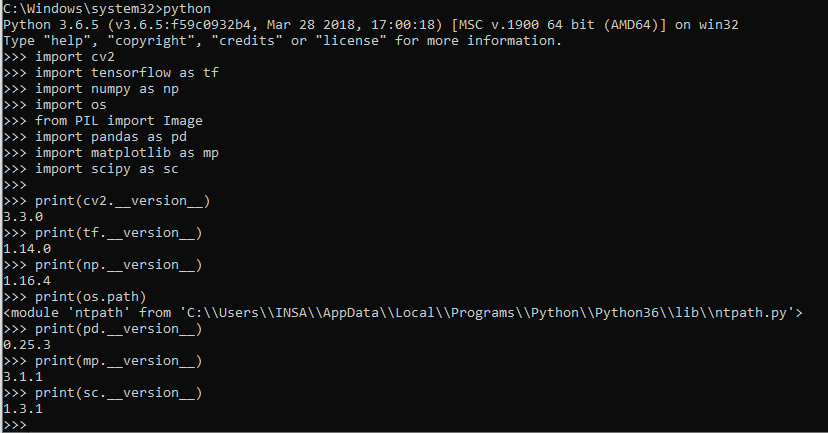 C:\Windows\system32>python
Python 3.6.5 (v3.6.5:f59c0932b4, Mar 28 2018, 17:00:18) [MSC v.1900 64 bit (AMD64)] on win32
Type "help", "copyright", "credits" or "license" for more information.
>>> import cv2
>>> import tensorflow as tf
>>> import numpy as np
>>> import os
>>> from PIL import Image
>>> import pandas as pd
>>> import matplotlib as mp
>>> import scipy as sc
>>>
>>> print(cv2.__version__)
3.3.0
>>> print(tf.__version__)
1.14.0
>>> print(np.__version__)
1.16.4
>>> print(os.path)
<module 'ntpath' from 'C:\\Users\\INSA\\AppData\\Local\\Programs\\Python\\Python36\\lib\\ntpath.py'>
>>> print(pd.__version__)
0.25.3
>>> print(mp.__version__)
3.1.1
>>> print(sc.__version__)
1.3.1
>>>